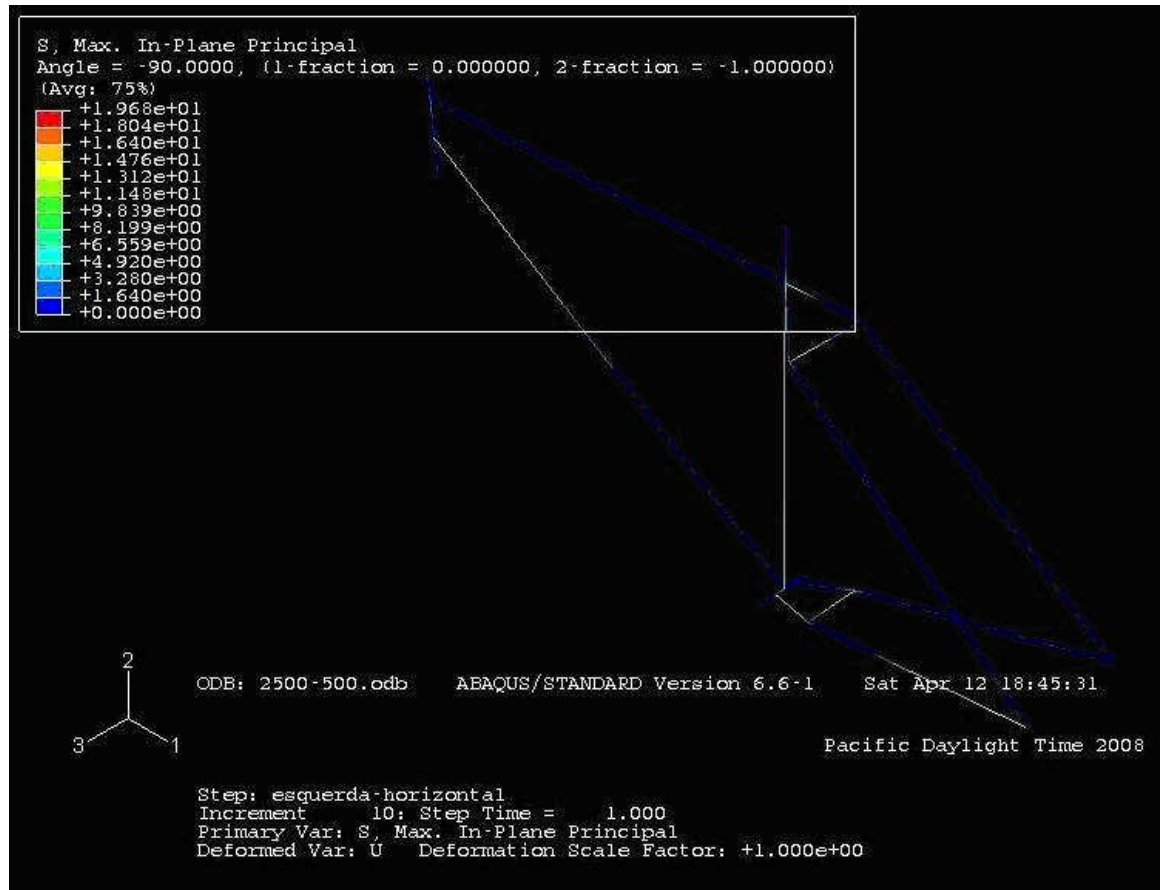 S, Max. In-Plane Principal
Angle = -90.0000, (1-fraction = 0.000000, 2-fraction = -1.000000)
(Avg: 75%)
+1.968e+01
+1.804e+01
+1.640e+01
+1.476e+01
+1.312e+01
+1.148e+01
+9.839e+00
+8.199e+00
+6.559e+00
+4.920e+00
+3.280e+00
+1.640e+00
+0.000e+00
2
3
1
ODB: 2500-500.odb ABAQUS/STANDARD Version 6.6-1 Sat Apr 12 18:45:31
Pacific Daylight Time 2008
Step: esquerda-horizontal
Increment 10: Step Time = 1.000
Primary Var: S, Max. In-Plane Principal
Deformed Var: U Deformation Scale Factor: +1.000e+00